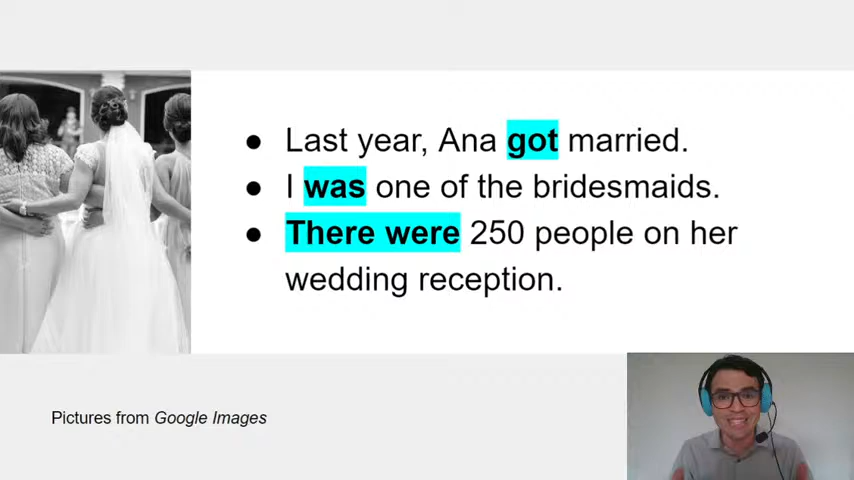 ● Last year, Ana got married.
● I was one of the bridesmaids.
● There were 250 people on her
wedding reception.
Pictures from Google Images